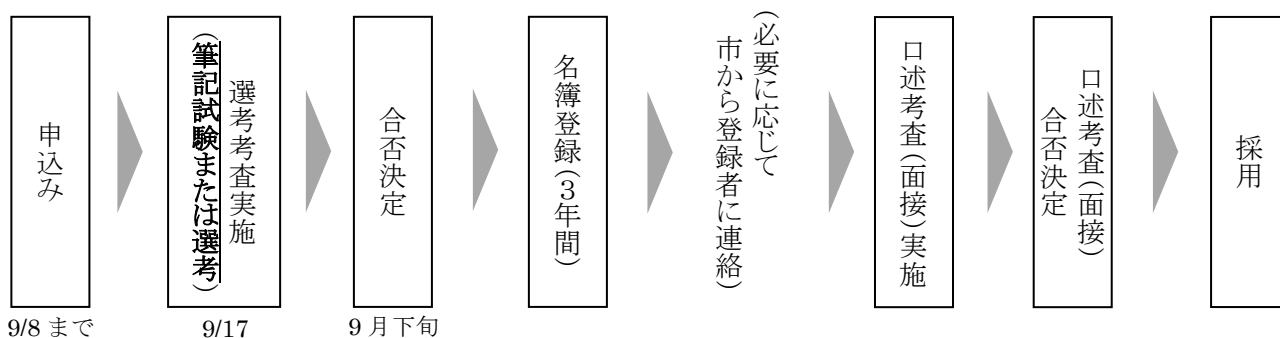 申込み
選考考査実施
（筆記試験または選考）
合否決定
名簿登録（３年間）
（必要に応じて
市から登録者に連絡）
口述考査（面接）実施
口述考査（面接）
合否決定
採用
9/8 まで
9/17
9 月下旬